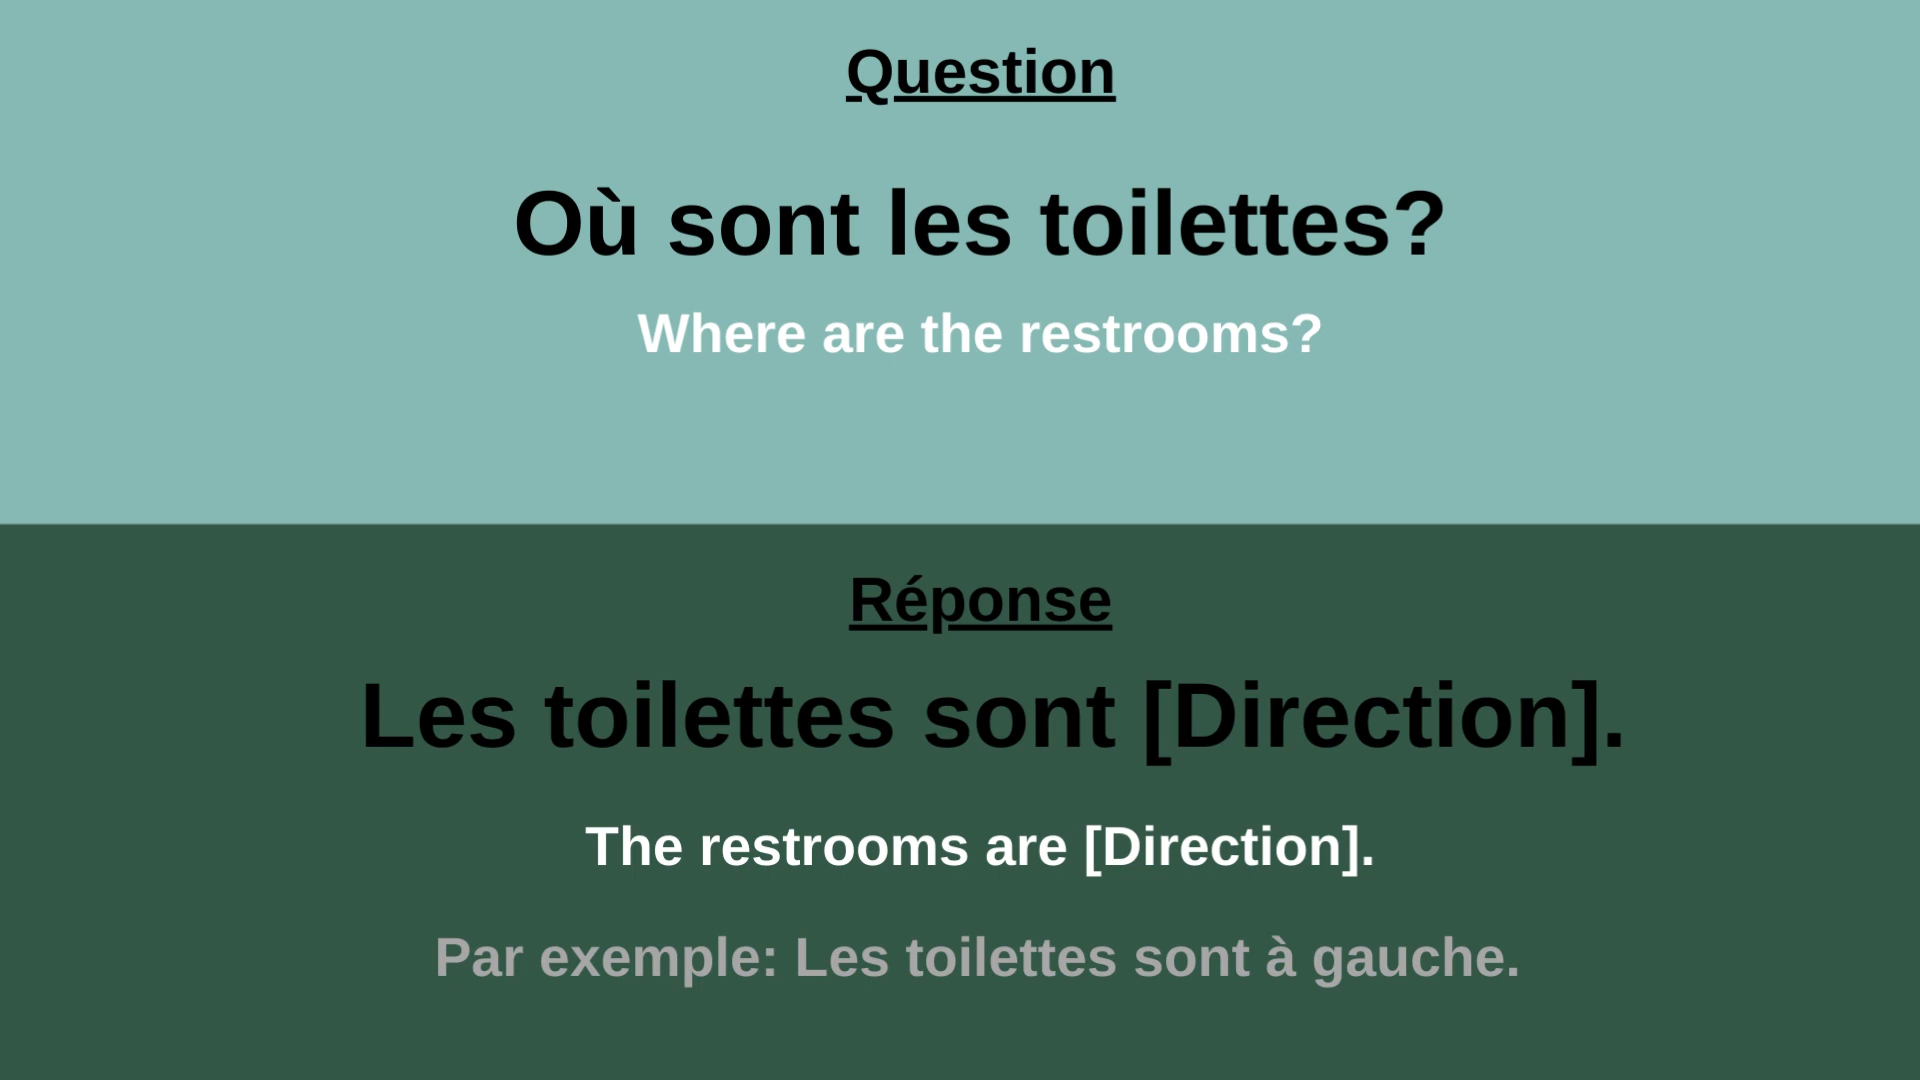 Question
Où sont les toilettes?
Where are the restrooms?
Réponse
Les toilettes sont [Direction].
The restrooms are [Direction].
Par exemple: Les toilettes sont à gauche.